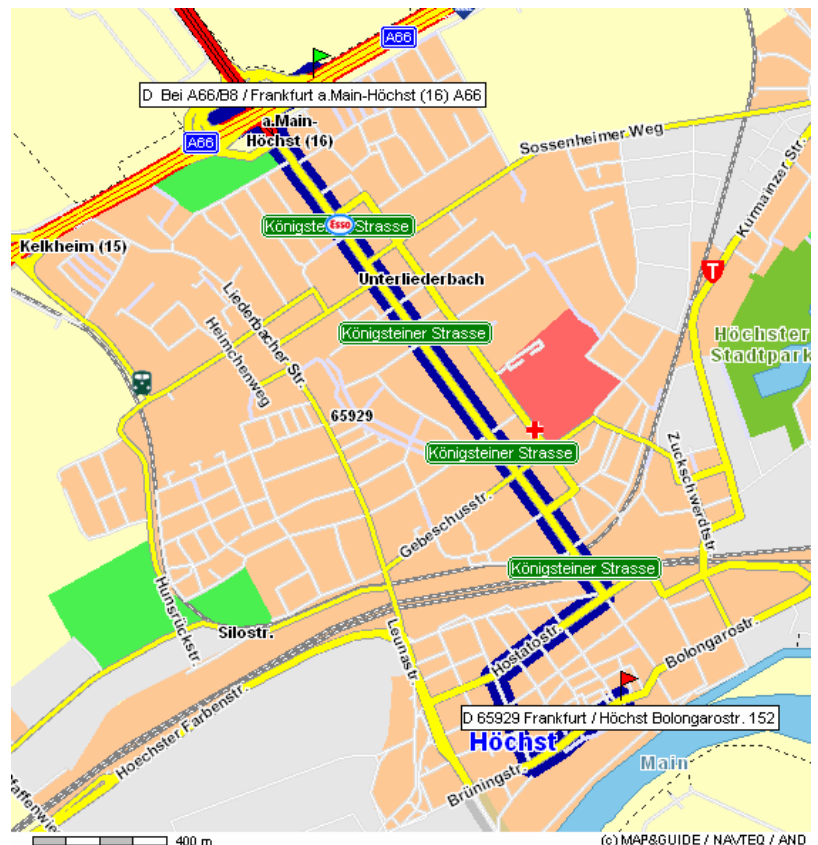 A66
D Bei A66/B8 / Frankfurt a.Main-Höchst (16) A66
a.Main-
Höchst (16)
A66
Sossenheimer Weg
Kurmainzer Str.
Esso
Strasse
Kelkheim (15)
T
Unterliederbach
Liederbacher Str.
Heimchenweg
Königsteiner Strasse
Höchster
Stadtpark
65929
Königsteiner Strasse
Zuckschwerdtstr.
Gebeschusstr.
Königsteiner Strasse
Hunsrückstr.
Silostr.
Leunastr.
Hostatostr.
Bolongarostr.
Hoechster Farbenstr.
D 65929 Frankfurt / Höchst Bolongarostr. 152
Höchst
Main
Brüningstr.
400 m
(c) MAP&GUIDE / NAVTEQ / AND